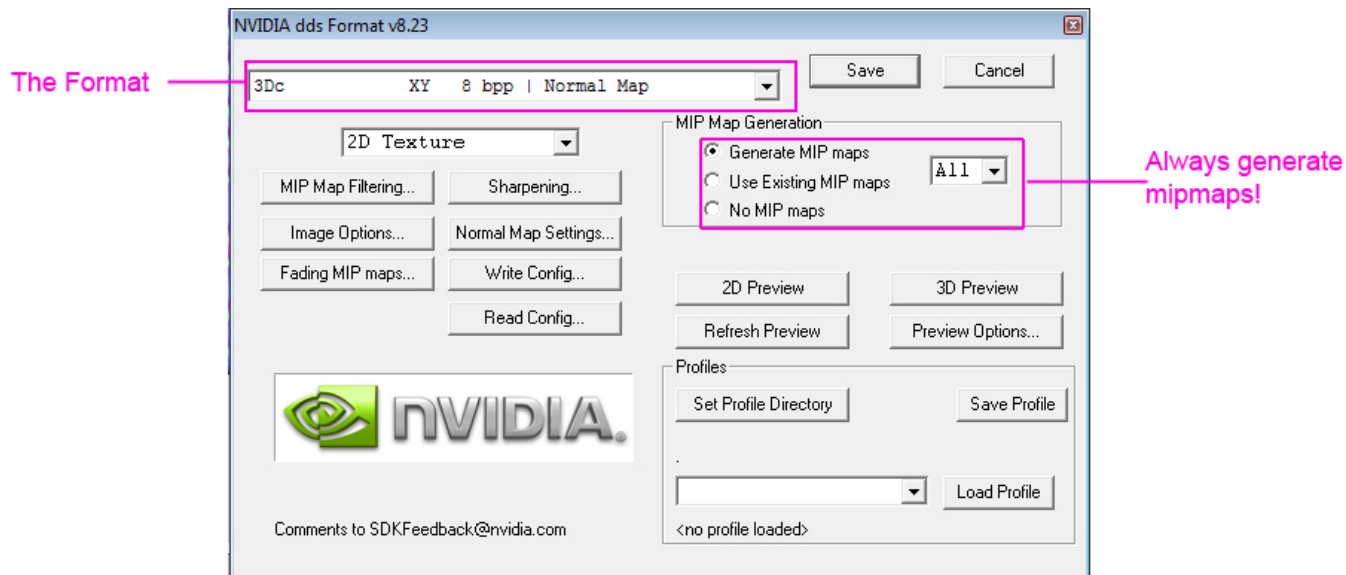 NVIDIA dds Format v8.23
The Format
3Dc XY 8 bpp | Normal Map
Save
Cancel
2D Texture
MIP Map Generation
Generate MIP maps
Use Existing MIP maps
No MIP maps
All
Always generate
mipmaps!
MIP Map Filtering...
Sharpening...
Image Options...
Normal Map Settings...
Fading MIP maps...
Write Config...
Read Config...
2D Preview
3D Preview
Refresh Preview
Preview Options...
Profiles
Set Profile Directory
Save Profile
.
Load Profile
<no profile loaded>
NVIDIA.
Comments to SDKFeedback@nvidia.com